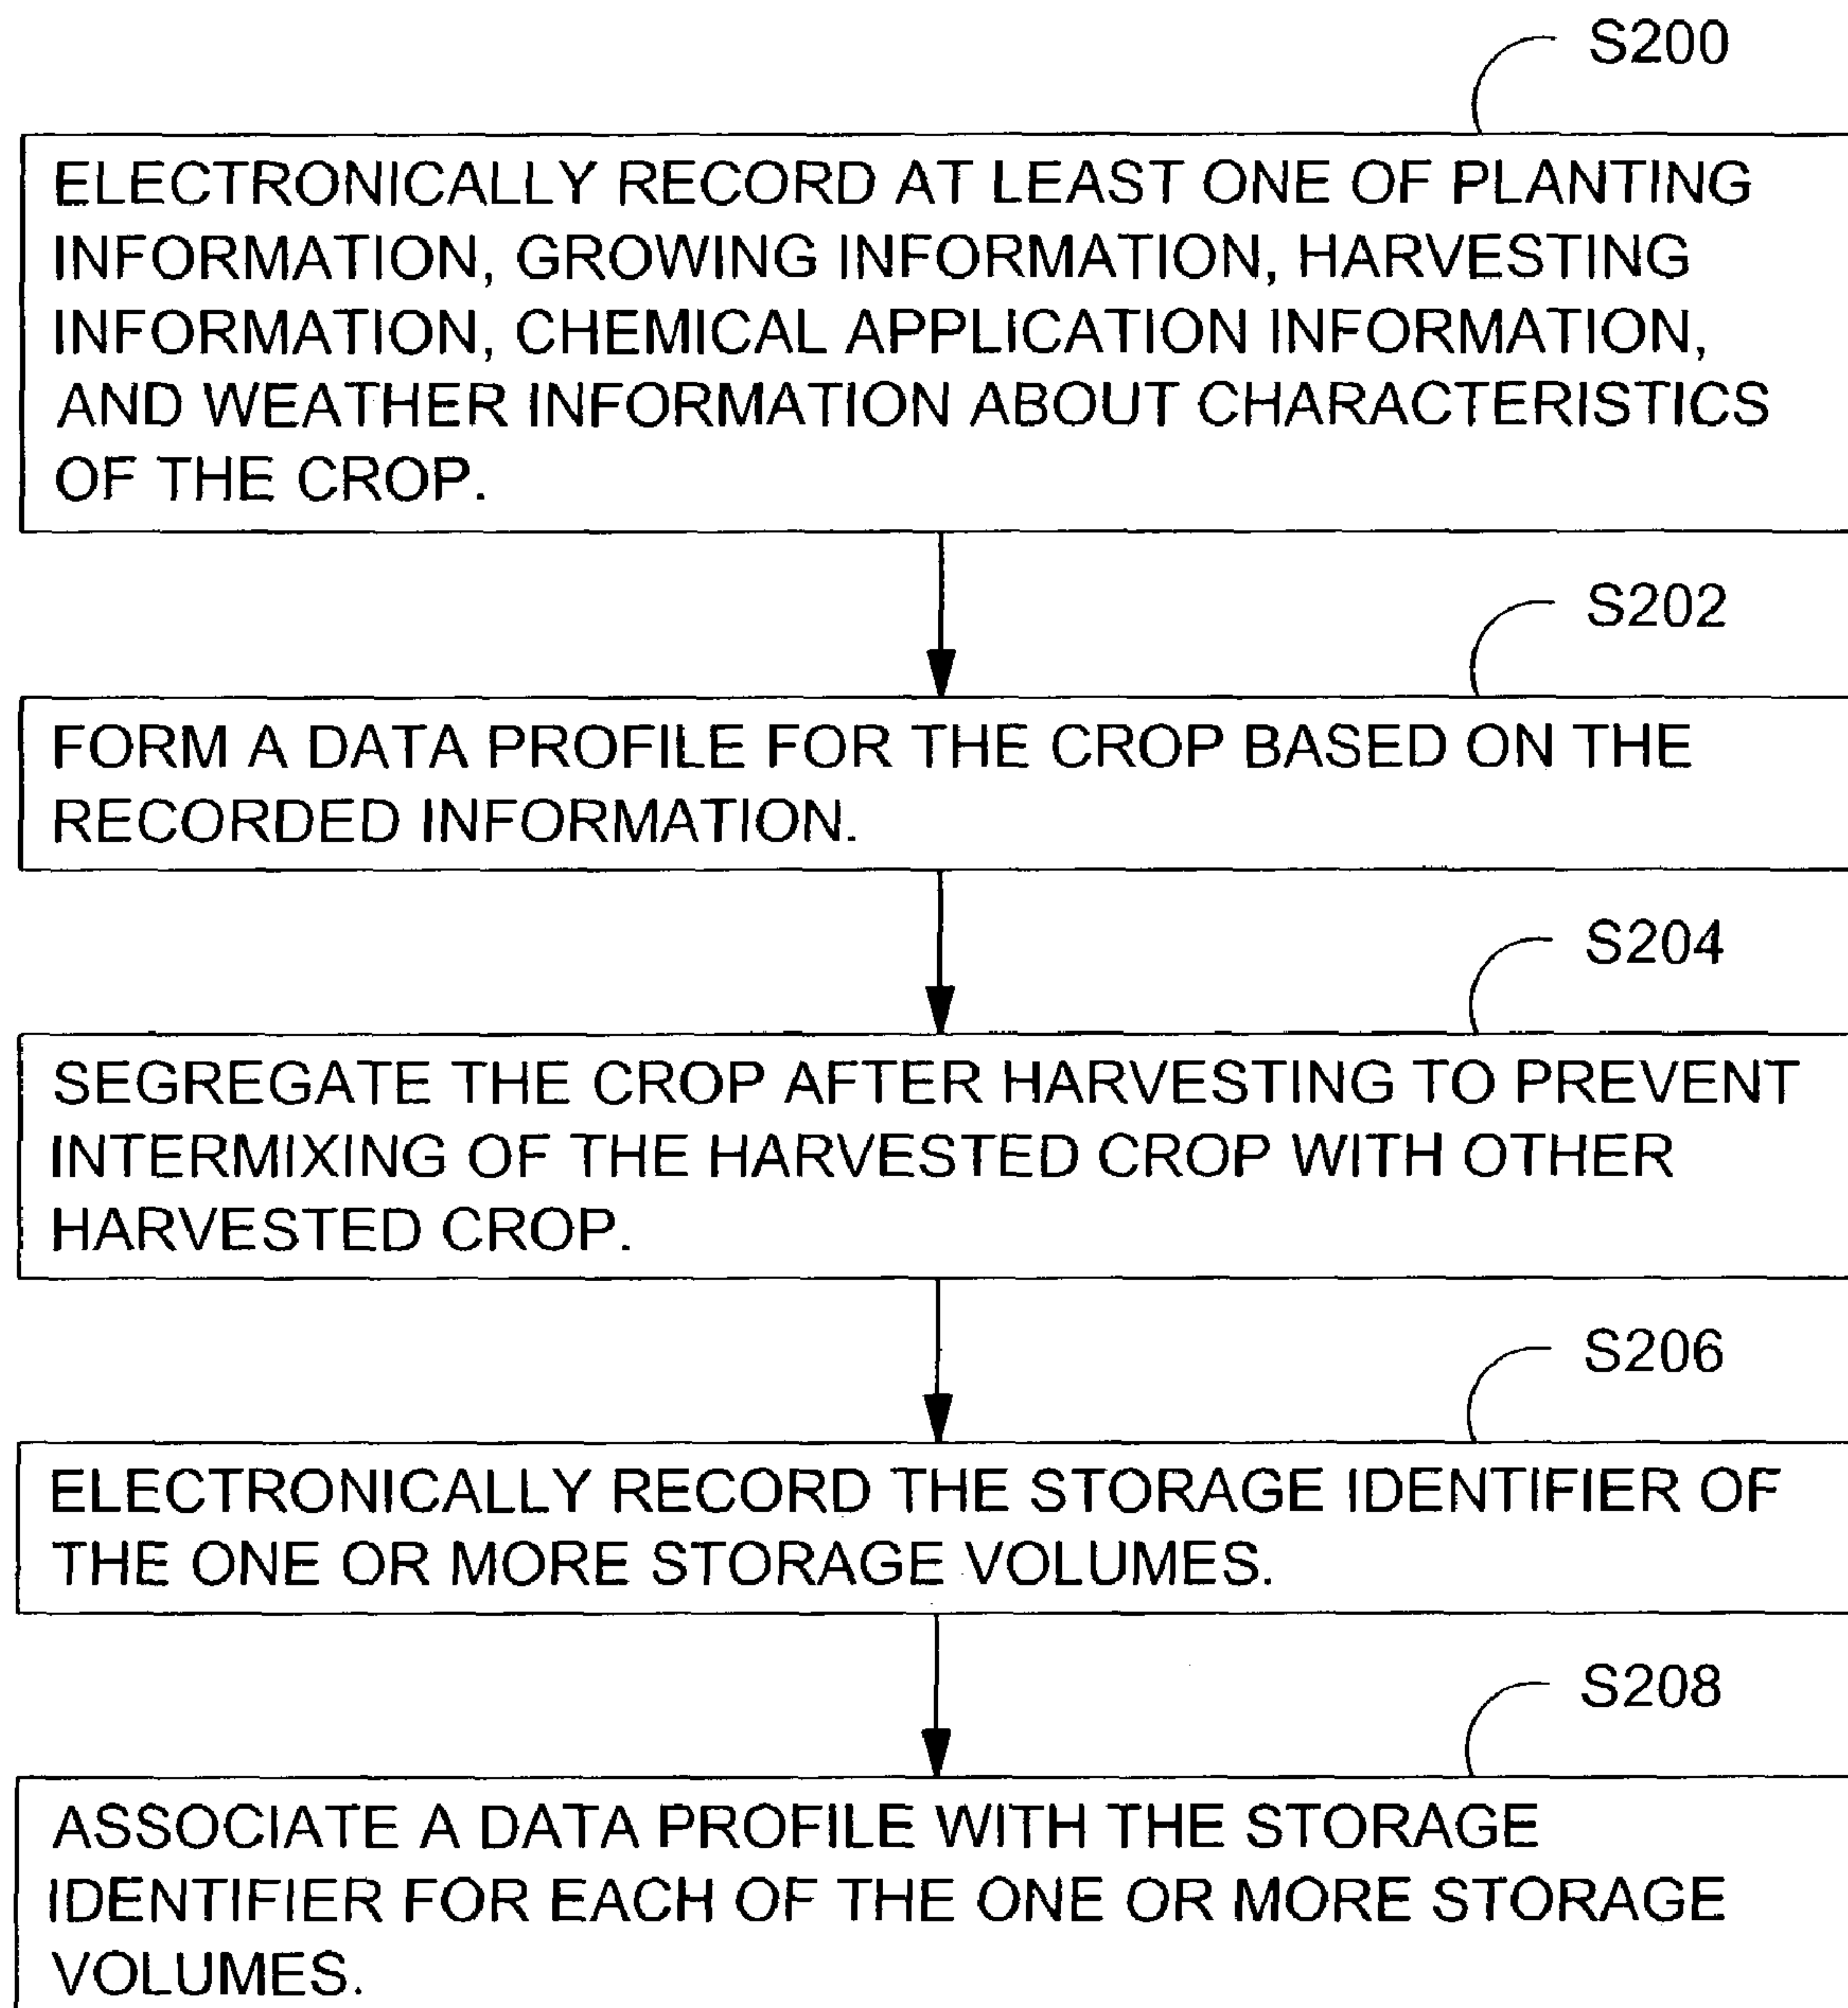 S200
ELECTRONICALLY RECORD AT LEAST ONE OF PLANTING
INFORMATION, GROWING INFORMATION, HARVESTING
INFORMATION, CHEMICAL APPLICATION INFORMATION,
AND WEATHER INFORMATION ABOUT CHARACTERISTICS
OF THE CROP.
S202
FORM A DATA PROFILE FOR THE CROP BASED ON THE
RECORDED INFORMATION.
S204
SEGREGATE THE CROP AFTER HARVESTING TO PREVENT
INTERMIXING OF THE HARVESTED CROP WITH OTHER
HARVESTED CROP.
S206
ELECTRONICALLY RECORD THE STORAGE IDENTIFIER OF
THE ONE OR MORE STORAGE VOLUMES.
S208
ASSOCIATE A DATA PROFILE WITH THE STORAGE
IDENTIFIER FOR EACH OF THE ONE OR MORE STORAGE
VOLUMES.